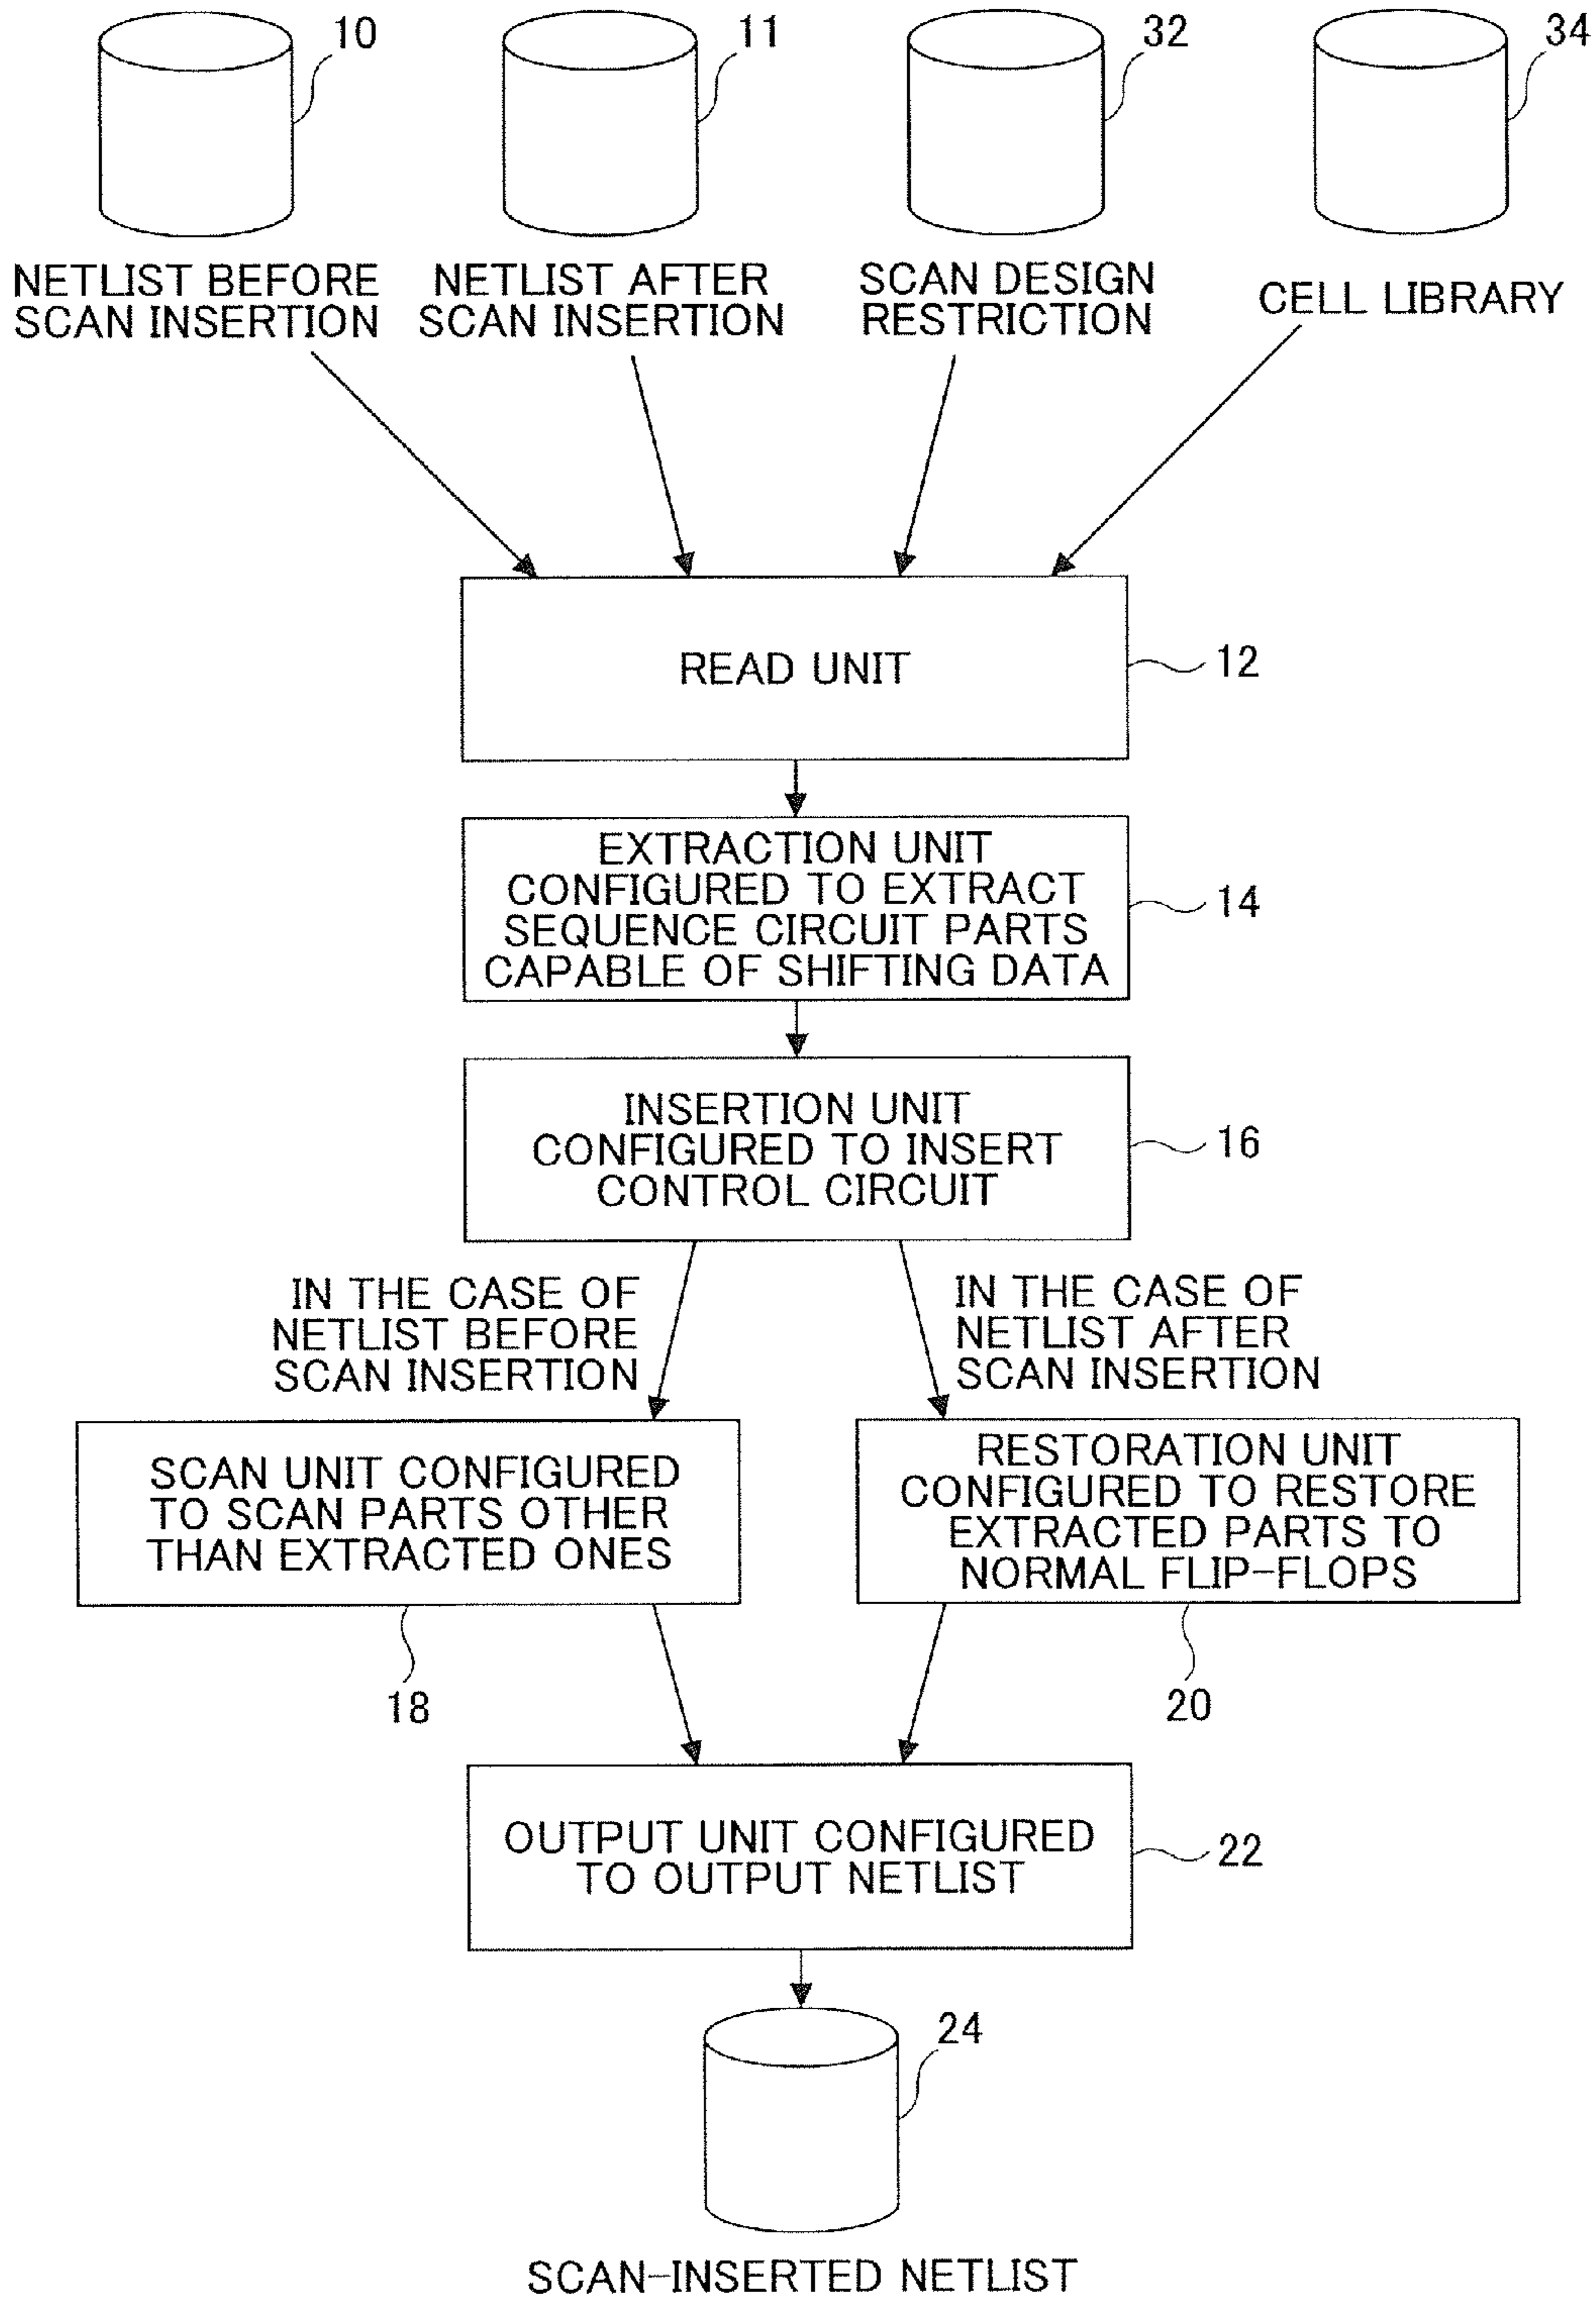 10
11
32
34
NETLIST BEFORE
SCAN INSERTION
NETLIST AFTER
SCAN INSERTION
SCAN DESIGN
RESTRICTION
CELL LIBRARY
READ UNIT
12
EXTRACTION UNIT
CONFIGURED TO EXTRACT
SEQUENCE CIRCUIT PARTS
CAPABLE OF SHIFTING DATA
14
INSERTION UNIT
CONFIGURED TO INSERT
CONTROL CIRCUIT
16
IN THE CASE OF
NETLIST BEFORE
SCAN INSERTION
IN THE CASE OF
NETLIST AFTER
SCAN INSERTION
SCAN UNIT CONFIGURED
TO SCAN PARTS OTHER
THAN EXTRACTED ONES
18
RESTORATION UNIT
CONFIGURED TO RESTORE
EXTRACTED PARTS TO
NORMAL FLIP-FLOPS
20
OUTPUT UNIT CONFIGURED
TO OUTPUT NETLIST
22
24
SCAN-INSERTED NETLIST